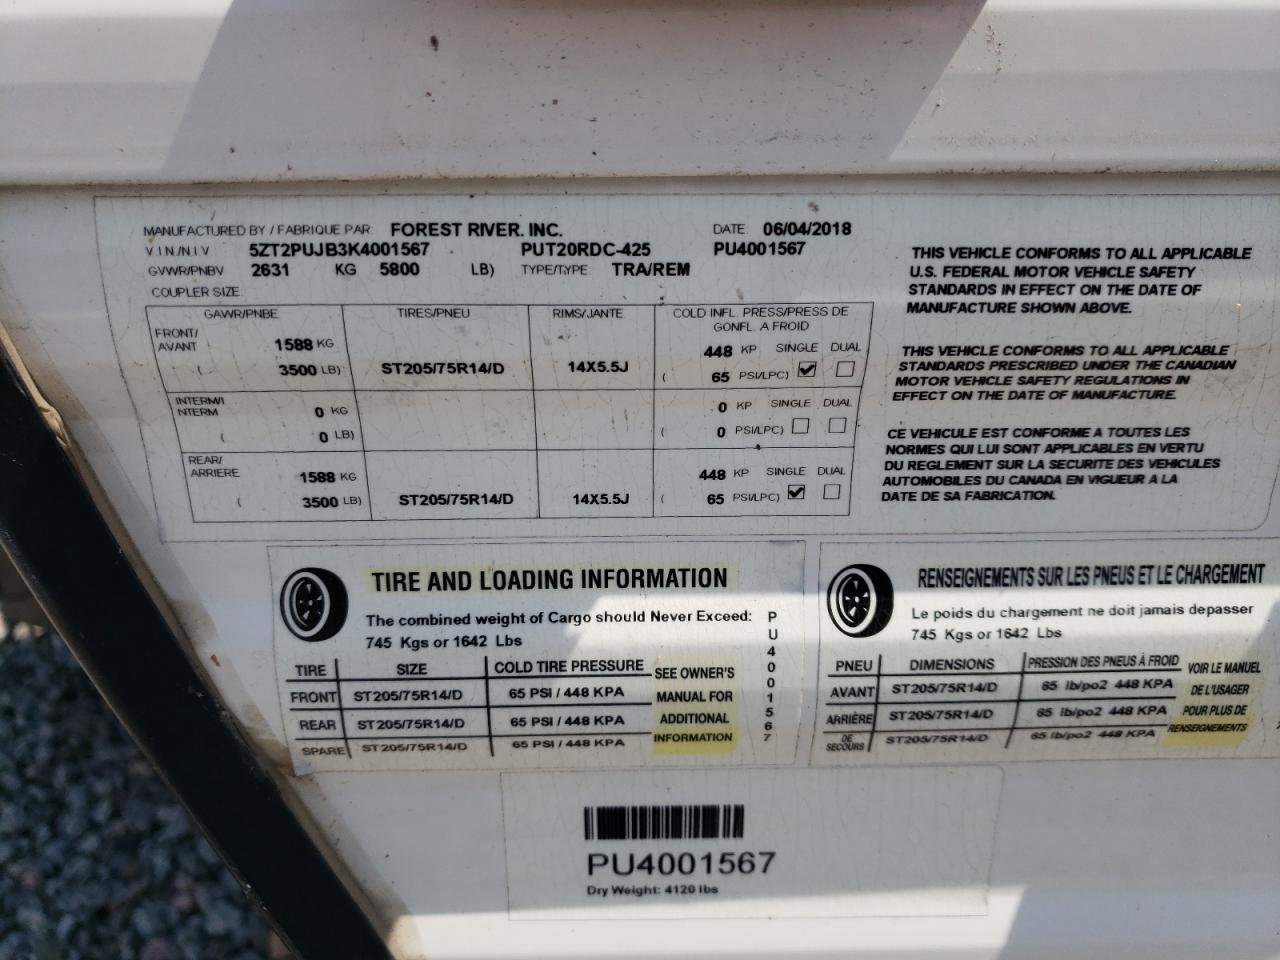 MANUFACTURED BY / FABRIQUE PAR FOREST RIVER. INC. DATE: 06/04/2018
V I N./N.I V 5ZT2PUJB3K4001567 PUT20RDC-425 PU4001567
GVWR/PNBV 2631 KG 5800 LB) TYPE/TYPE TRA/REM
COUPLER SIZE
GAWR/PNBE TIRES/PNEU RIMS/JANTE COLD INFL. PRESS/PRESS DE GONFL. A FROID
FRONT/ AVANT 1588 KG 448 KP SINGLE DUAL
( 3500 LB) ST205/75R14/D 14X5.5J ( 65 PSI/LPC)
INTERM/I NTERM 0 KG 0 KP SINGLE DUAL
( 0 LB) ( 0 PSI/LPC)
REAR/ ARRIERE 1588 KG 448 KP SINGLE DUAL
( 3500 LB) ST205/75R14/D 14X5.5J ( 65 PSI/LPC)
THIS VEHICLE CONFORMS TO ALL APPLICABLE
U.S. FEDERAL MOTOR VEHICLE SAFETY
STANDARDS IN EFFECT ON THE DATE OF
MANUFACTURE SHOWN ABOVE.
THIS VEHICLE CONFORMS TO ALL APPLICABLE
STANDARDS PRESCRIBED UNDER THE CANADIAN
MOTOR VEHICLE SAFETY REGULATIONS IN
EFFECT ON THE DATE OF MANUFACTURE.
CE VEHICULE EST CONFORME A TOUTES LES
NORMES QUI LUI SONT APPLICABLES EN VERTU
DU REGLEMENT SUR LA SECURITE DES VEHICULES
AUTOMOBILES DU CANADA EN VIGUEUR A LA
DATE DE SA FABRICATION.
TIRE AND LOADING INFORMATION
The combined weight of Cargo should Never Exceed:
745 Kgs or 1642 Lbs
TIRE SIZE COLD TIRE PRESSURE SEE OWNER'S
FRONT ST205/75R14/D 65 PSI / 448 KPA MANUAL FOR
REAR ST205/75R14/D 65 PSI / 448 KPA ADDITIONAL
SPARE ST205/75R14/D 65 PSI / 448 KPA INFORMATION
PU4001567
RENSEIGNEMENTS SUR LES PNEUS ET LE CHARGEMENT
Le poids du chargement ne doit jamais depasser
745 Kgs or 1642 Lbs
PNEU DIMENSIONS PRESSION DES PNEUS À FROID VOIR LE MANUEL
AVANT ST205/75R14/D 65 lb/po2 448 KPA DE L'USAGER
ARRIÈRE ST205/75R14/D 65 lb/po2 448 KPA POUR PLUS DE
DE SECOURS ST205/75R14/D 65 lb/po2 448 KPA RENSEIGNEMENTS
PU4001567
Dry Weight: 4120 lbs